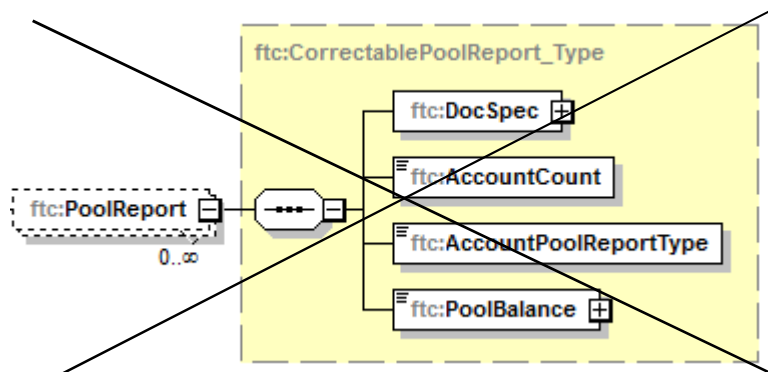 ftc:CorrectablePoolReport_Type
ftc:DocSpec
ftc:AccountCount
ftc:PoolReport
0..∞
ftc:AccountPoolReportType
ftc:PoolBalance